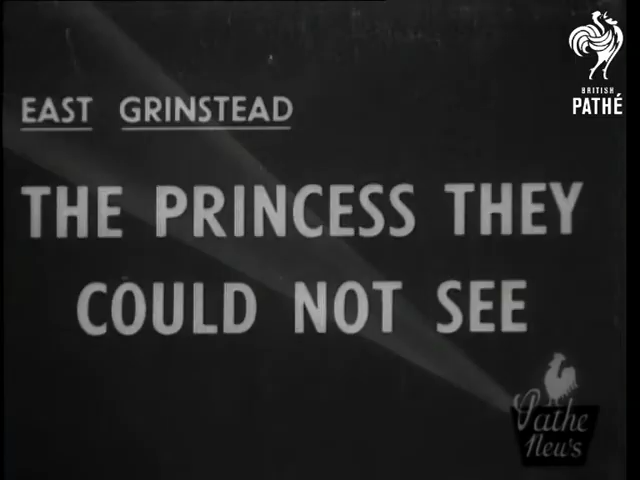 BRITISH
PATHÉ
EAST GRINSTEAD
THE PRINCESS THEY
COULD NOT SEE
Pathe
News